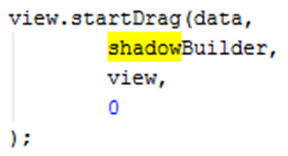 view.startDrag(data,
shadowBuilder,
view,
0
);